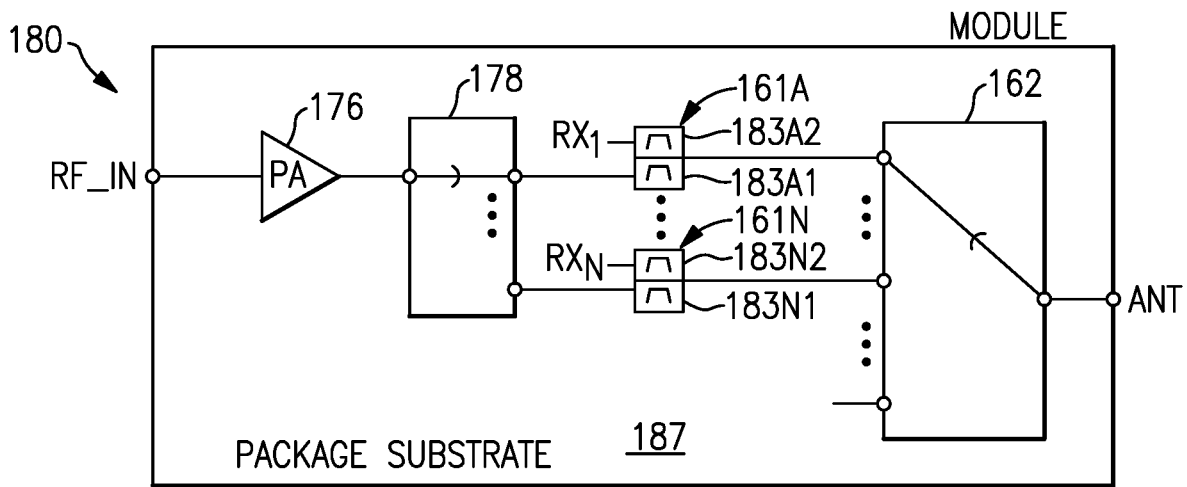 MODULE
180
176
178
161A
162
RX1
183A2
RF_IN
PA
183A1
161N
RXN
183N2
183N1
ANT
PACKAGE SUBSTRATE
187